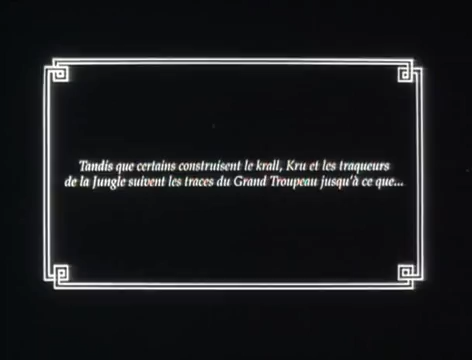 Tandis que certains construisent le krall, Kru et les traqueurs
de la Jungle suivent les traces du Grand Troupeau jusqu'à ce que...